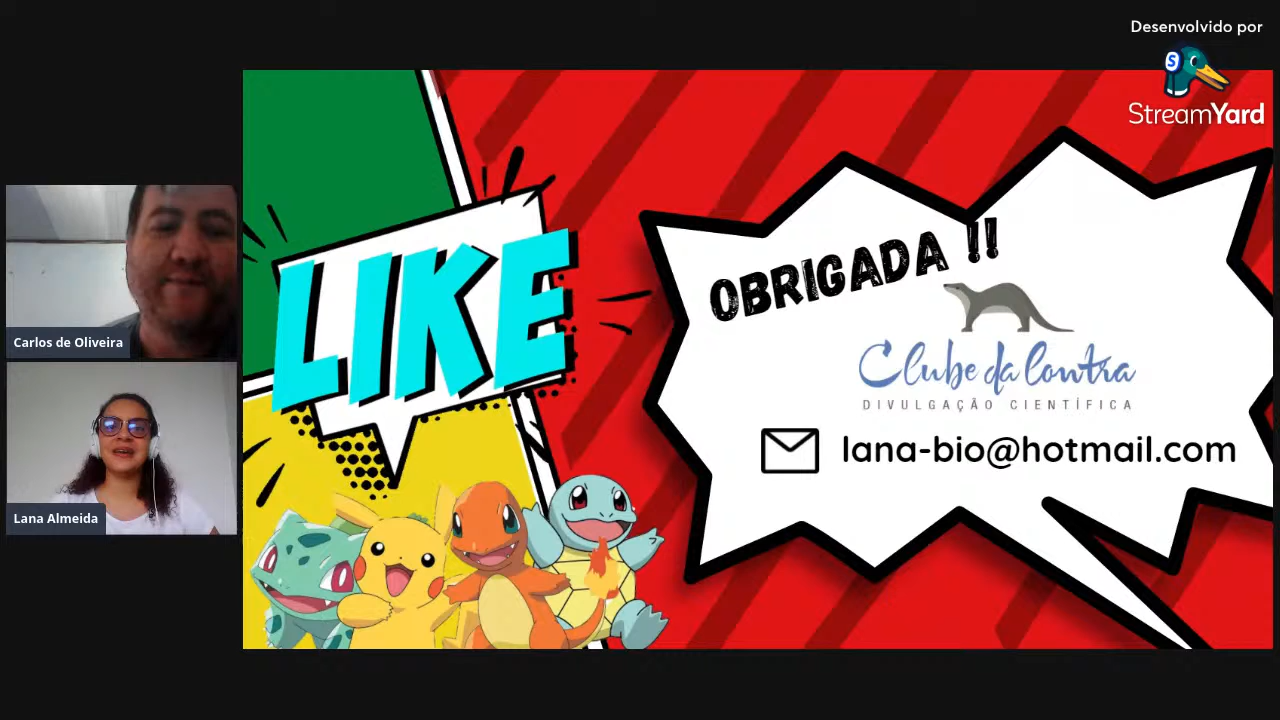 Desenvolvido por
S
StreamYard
LIKE
OBRIGADA !!
Clube da lontra
DIVULGAÇÃO CIENTÍFICA
lana-bio@hotmail.com
Carlos de Oliveira
Lana Almeida